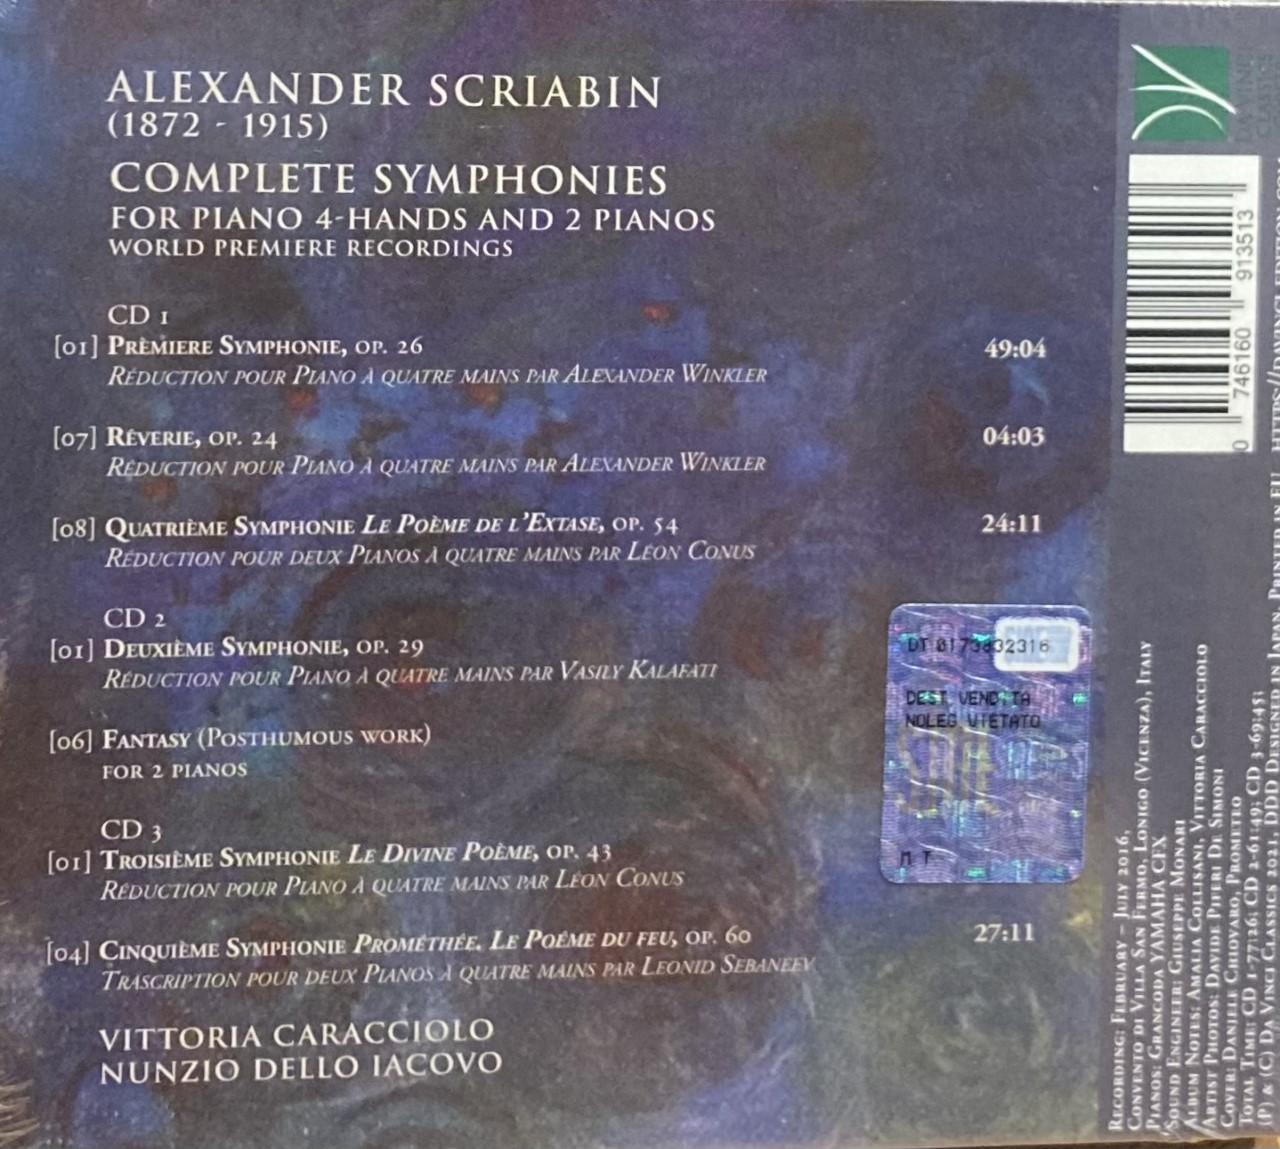 ALEXANDER SCRIABIN
(1872 - 1915)
COMPLETE SYMPHONIES
FOR PIANO 4-HANDS AND 2 PIANOS
WORLD PREMIERE RECORDINGS
CD 1
[01] PRÈMIERE SYMPHONIE, OP. 26 49:04
RÉDUCTION POUR PIANO À QUATRE MAINS PAR ALEXANDER WINKLER
[07] RÊVERIE, OP. 24 04:03
RÉDUCTION POUR PIANO À QUATRE MAINS PAR ALEXANDER WINKLER
[08] QUATRIÈME SYMPHONIE LE POÈME DE L'EXTASE, OP. 54 24:11
RÉDUCTION POUR DEUX PIANOS À QUATRE MAINS PAR LÉON CONUS
CD 2
[01] DEUXIÈME SYMPHONIE, OP. 29
RÉDUCTION POUR PIANO À QUATRE MAINS PAR VASILY KALAFATI
[06] FANTASY (POSTHUMOUS WORK)
FOR 2 PIANOS
CD 3
[01] TROISIÈME SYMPHONIE LE DIVINE POÈME, OP. 43
RÉDUCTION POUR PIANO À QUATRE MAINS PAR LÉON CONUS
[04] CINQUIÈME SYMPHONIE PROMÉTHÉE. LE POÈME DU FEU, OP. 60 27:11
TRASCRIPTION POUR DEUX PIANOS À QUATRE MAINS PAR LEONID SEBANEEV
VITTORIA CARACCIOLO
NUNZIO DELLO IACOVO
DT 0173832316
DEST. VENDITA
NOLEG VIETATO
M T
DA VINCI
CLASSICS
0 746160 913513
RECORDING: FEBRUARY - JULY 2016,
CONVENTO DI VILLA SAN FERMO, LONIGO (VICENZA), ITALY
PIANOS: GRANCODA YAMAHA CFX
SOUND ENGINEER: GIUSEPPE MONARI
ALBUM NOTES: AMALIA COLLISANI, VITTORIA CARACCIOLO
ARTIST PHOTOS: DAVIDE PIFERI DE SIMONI
COVER: DANIELE CHIOVARO, PROMETEO
TOTAL TIME: CD 1-77:26; CD 2-61:49; CD 3-69:45;
(P) & (C) DA VINCI CLASSICS 2021. DDD DESIGNED IN JAPAN. PRINTED IN EU.